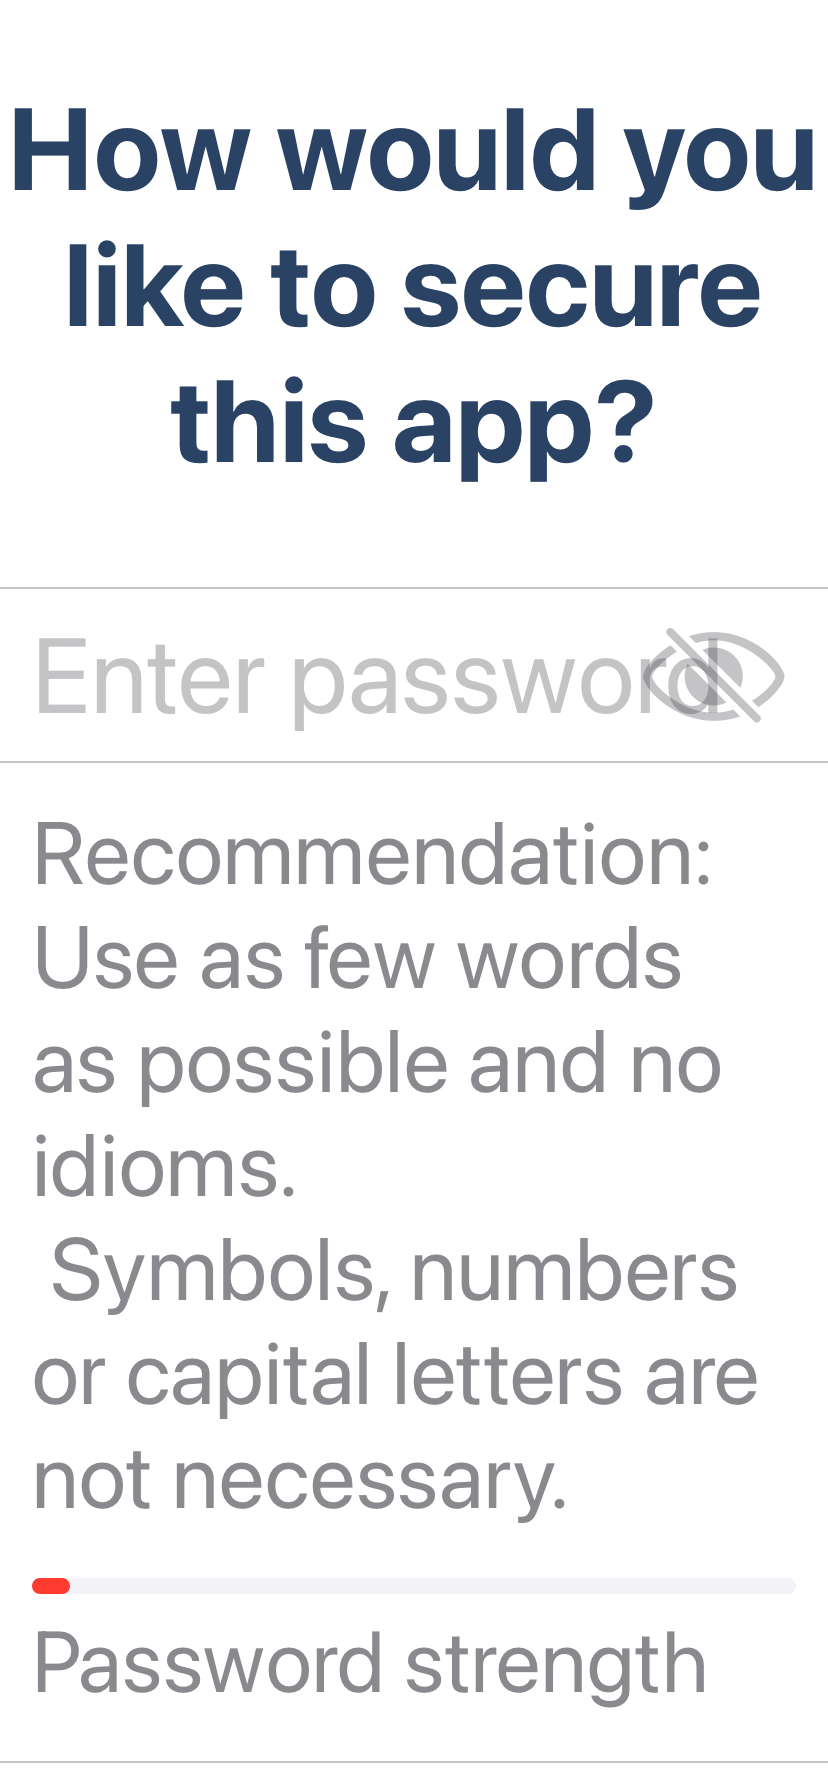 How would you
like to secure
this app?
Enter password
Recommendation:
Use as few words
as possible and no
idioms.
Symbols, numbers
or capital letters are
not necessary.
Password strength